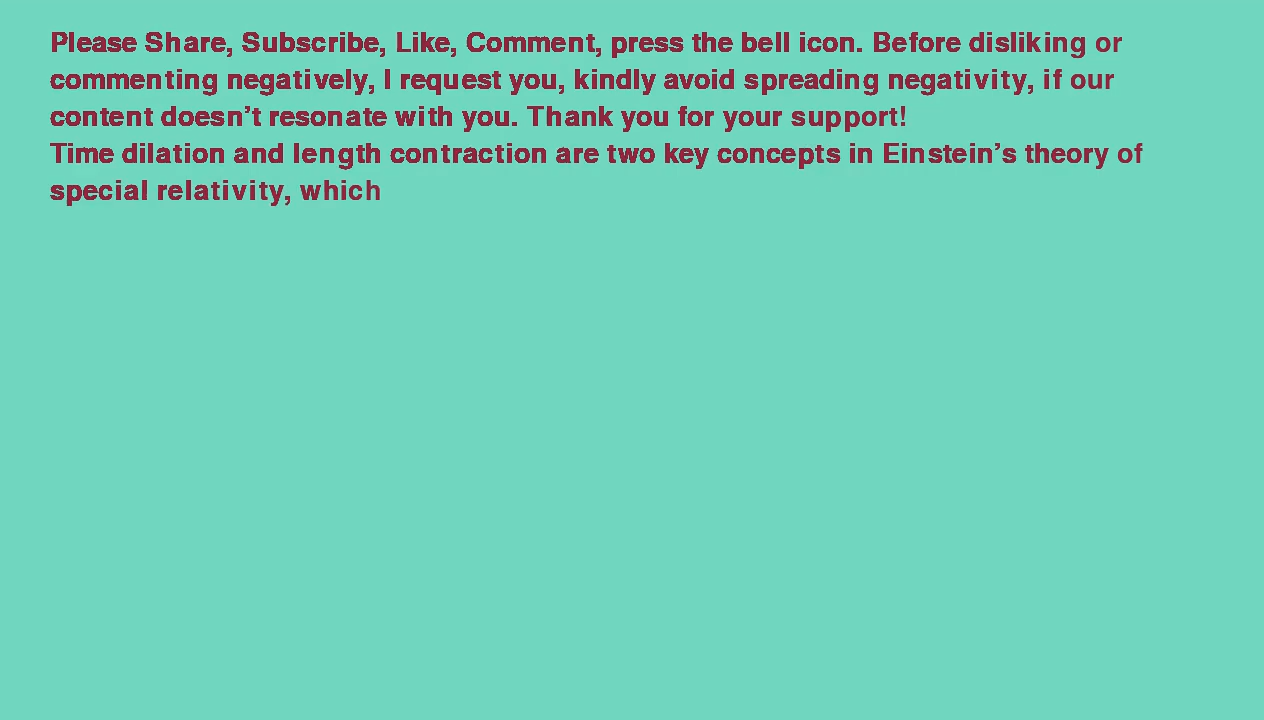 Please Share, Subscribe, Like, Comment, press the bell icon. Before disliking or
commenting negatively, I request you, kindly avoid spreading negativity, if our
content doesn’t resonate with you. Thank you for your support!
Time dilation and length contraction are two key concepts in Einstein’s theory of
special relativity, which